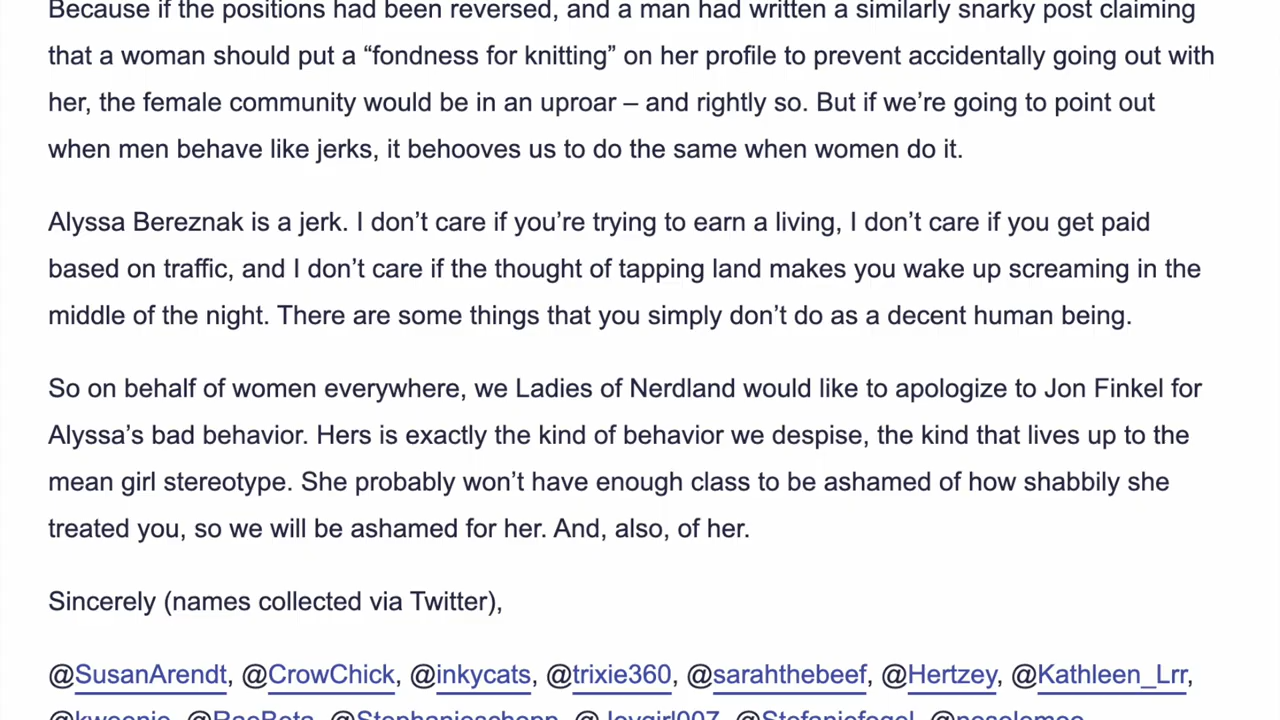 Because if the positions had been reversed, and a man had written a similarly snarky post claiming
that a woman should put a “fondness for knitting” on her profile to prevent accidentally going out with
her, the female community would be in an uproar – and rightly so. But if we’re going to point out
when men behave like jerks, it behooves us to do the same when women do it.
Alyssa Bereznak is a jerk. I don’t care if you’re trying to earn a living, I don’t care if you get paid
based on traffic, and I don’t care if the thought of tapping land makes you wake up screaming in the
middle of the night. There are some things that you simply don’t do as a decent human being.
So on behalf of women everywhere, we Ladies of Nerdland would like to apologize to Jon Finkel for
Alyssa’s bad behavior. Hers is exactly the kind of behavior we despise, the kind that lives up to the
mean girl stereotype. She probably won’t have enough class to be ashamed of how shabbily she
treated you, so we will be ashamed for her. And, also, of her.
Sincerely (names collected via Twitter),
@SusanArendt, @CrowChick, @inkycats, @trixie360, @sarahthebeef, @Hertzey, @Kathleen_Lrr,